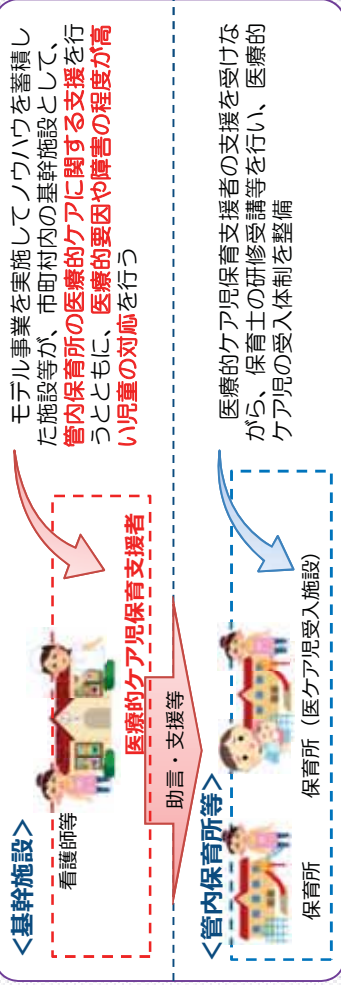 <基幹施設>
看護師等
医療的ケア児保育支援者
モデル事業を実施してノウハウを蓄積し
た施設等が、市町村内の基幹施設として、
管内保育所の医療的ケアに関する支援を行
うとともに、医療的要因や障害の程度が高
い児童の対応を行う
助言・支援等
<管内保育所等>
保育所
保育所（医ケア児受入施設）
医療的ケア児保育支援者の支援を受けな
がら、保育士の研修受講等を行い、医療的
ケア児の受入体制を整備